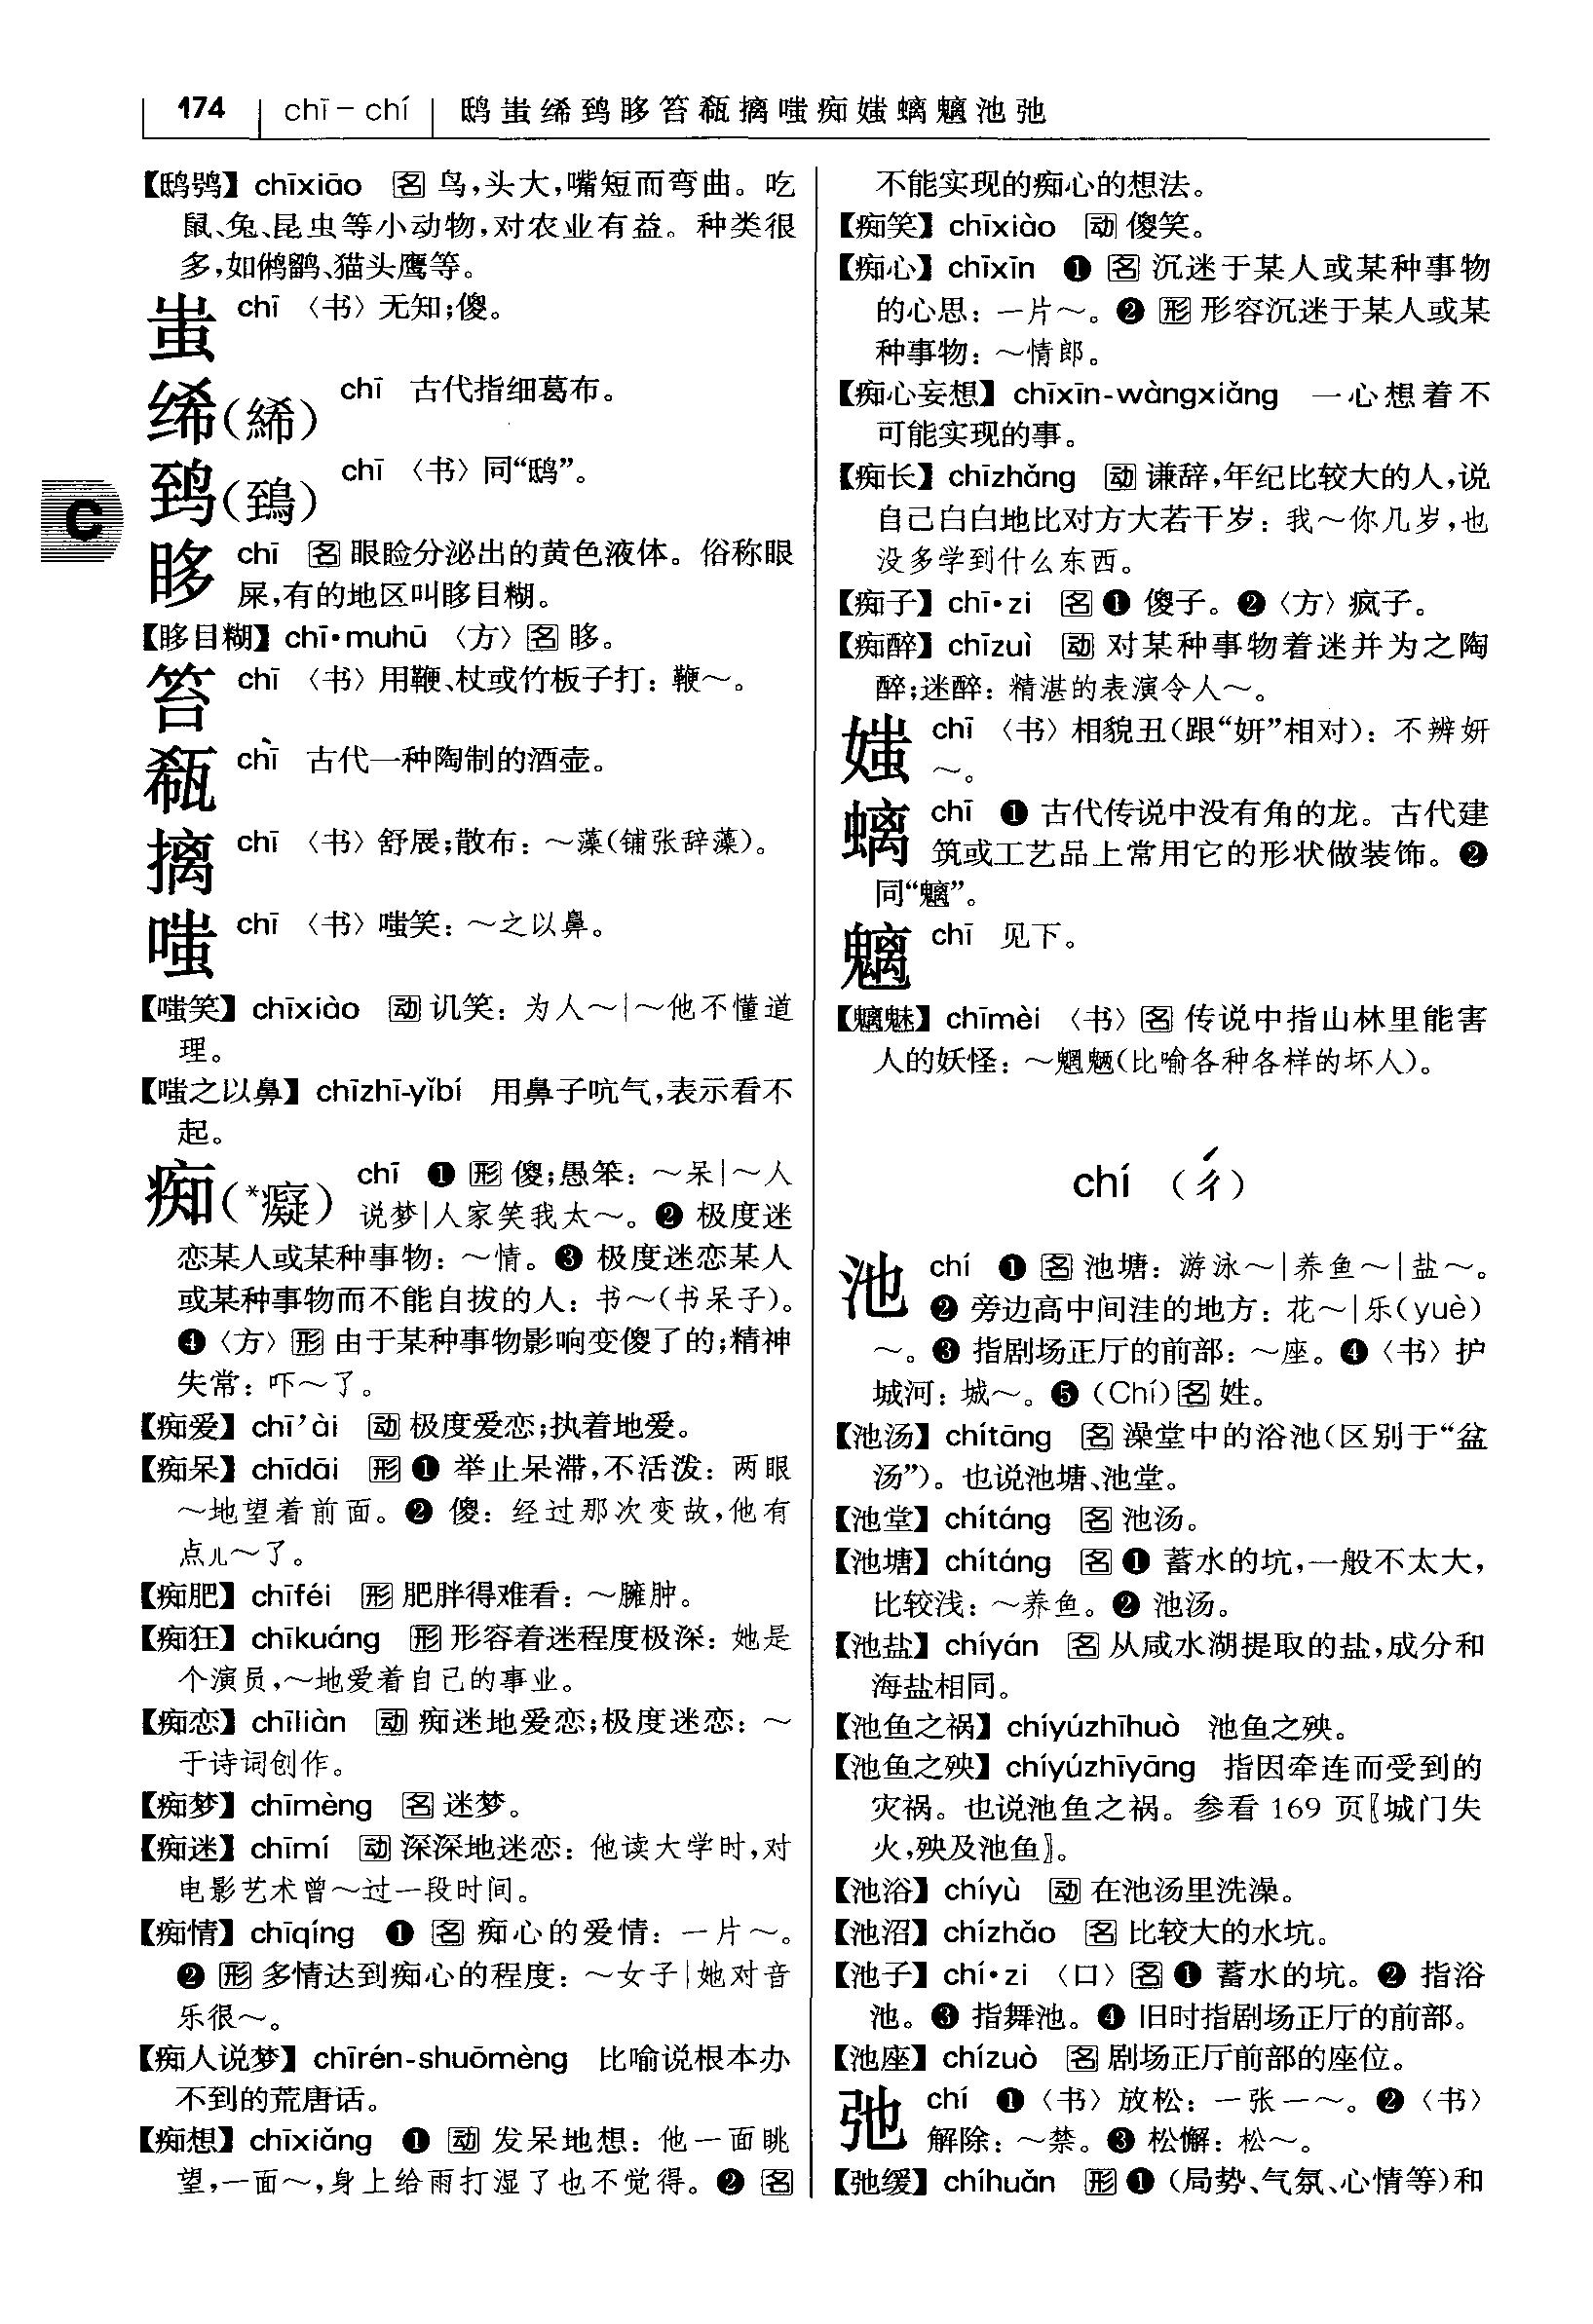 174 chī－chí 鸱蚩绨鵄眵笞瓻摛嗤痴媸螭魑池弛
【鸱鸮】chīxiāo 名 鸟,头大,嘴短而弯曲。吃
鼠、兔、昆虫等小动物,对农业有益。种类很
多,如鸺鹠、猫头鹰等。
蚩 chī 〈书〉无知;傻。
𫄨(絺) chī 古代指细葛布。
鵄(鵄) chī 〈书〉同“鸱”。
C
眵 chī 名 眼睑分泌出的黄色液体。俗称眼
屎,有的地区叫眵目糊。
【眵目糊】chī•muhū 〈方〉名 眵。
笞 chī 〈书〉用鞭、杖或竹板子打：鞭～。
瓻 chī 古代一种陶制的酒壶。
摛 chī 〈书〉舒展;散布：～藻(铺张辞藻)。
嗤 chī 〈书〉嗤笑：～之以鼻。
【嗤笑】chīxiào 动 讥笑：为人～|～他不懂道
理。
【嗤之以鼻】chīzhī-yǐbí 用鼻子吭气,表示看不
起。
痴(*癡) chī ❶ 形 傻;愚笨：～呆|～人
说梦|人家笑我太～。❷ 极度迷
恋某人或某种事物：～情。❸ 极度迷恋某人
或某种事物而不能自拔的人：书～(书呆子)。
❹〈方〉形 由于某种事物影响变傻了的;精神
失常：吓～了。
【痴爱】chī’ài 动 极度爱恋;执着地爱。
【痴呆】chīdāi 形 ❶ 举止呆滞,不活泼：两眼
～地望着前面。❷ 傻：经过那次变故,他有
点儿～了。
【痴肥】chīféi 形 肥胖得难看：～臃肿。
【痴狂】chīkuáng 形 形容着迷程度极深：她是
个演员,～地爱着自己的事业。
【痴恋】chīliàn 动 痴迷地爱恋;极度迷恋：～
于诗词创作。
【痴梦】chīmèng 名 迷梦。
【痴迷】chīmí 动 深深地迷恋：他读大学时,对
电影艺术曾～过一段时间。
【痴情】chīqíng ❶ 名 痴心的爱情：一片～。
❷ 形 多情达到痴心的程度：～女子|她对音
乐很～。
【痴人说梦】chīrén-shuōmèng 比喻说根本办
不到的荒唐话。
【痴想】chīxiǎng ❶ 动 发呆地想：他一面眺
望,一面～,身上给雨打湿了也不觉得。❷ 名
不能实现的痴心的想法。
【痴笑】chīxiào 动 傻笑。
【痴心】chīxīn ❶ 名 沉迷于某人或某种事物
的心思：一片～。❷ 形 形容沉迷于某人或某
种事物：～情郎。
【痴心妄想】chīxīn-wàngxiǎng 一心想着不
可能实现的事。
【痴长】chīzhǎng 动 谦辞,年纪比较大的人,说
自己白白地比对方大若干岁：我～你几岁,也
没多学到什么东西。
【痴子】chī•zi 名 ❶ 傻子。❷〈方〉疯子。
【痴醉】chīzuì 动 对某种事物着迷并为之陶
醉;迷醉：精湛的表演令人～。
媸 chī 〈书〉相貌丑(跟“妍”相对)：不辨妍
～。
螭 chī ❶ 古代传说中没有角的龙。古代建
筑或工艺品上常用它的形状做装饰。❷
同“魑”。
魑 chī 见下。
【魑魅】chīmèi 〈书〉名 传说中指山林里能害
人的妖怪：～魍魉(比喻各种各样的坏人)。
chí （ㄔˊ）
池 chí ❶ 名 池塘：游泳～|养鱼～|盐～。
❷ 旁边高中间洼的地方：花～|乐(yuè)
～。❸ 指剧场正厅的前部：～座。❹〈书〉护
城河：城～。❺ (Chí) 名 姓。
【池汤】chítāng 名 澡堂中的浴池(区别于“盆
汤”)。也说池塘、池堂。
【池堂】chítáng 名 池汤。
【池塘】chítáng 名 ❶ 蓄水的坑,一般不太大,
比较浅：～养鱼。❷ 池汤。
【池盐】chíyán 名 从咸水湖提取的盐,成分和
海盐相同。
【池鱼之祸】chíyúzhīhuò 池鱼之殃。
【池鱼之殃】chíyúzhīyāng 指因牵连而受到的
灾祸。也说池鱼之祸。参看 169 页〖城门失
火,殃及池鱼〗。
【池浴】chíyù 动 在池汤里洗澡。
【池沼】chízhǎo 名 比较大的水坑。
【池子】chí•zi 〈口〉名 ❶ 蓄水的坑。❷ 指浴
池。❸ 指舞池。❹ 旧时指剧场正厅的前部。
【池座】chízuò 名 剧场正厅前部的座位。
弛 chí ❶〈书〉放松：一张一～。❷〈书〉
解除：～禁。❸ 松懈：松～。
【弛缓】chíhuǎn 形 ❶ (局势、气氛、心情等)和